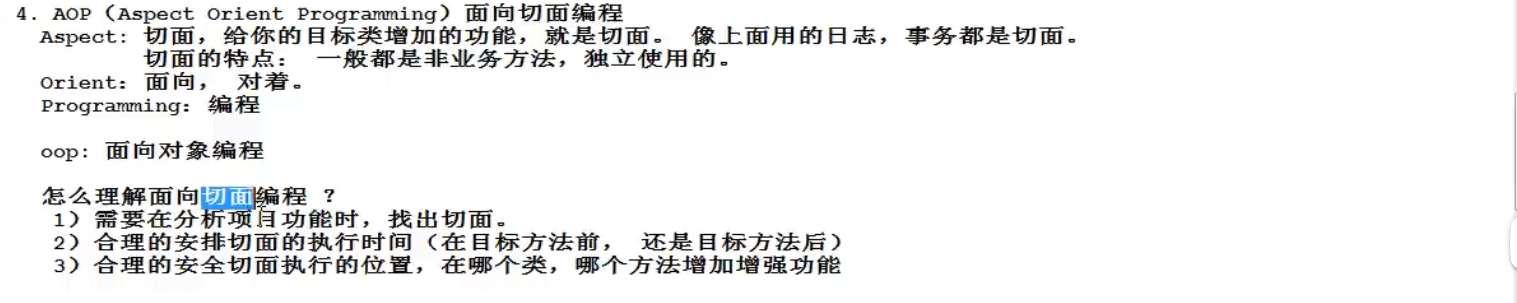 4. AOP（Aspect Orient Programming）面向切面编程
Aspect: 切面，给你的目标类增加的功能，就是切面。 像上面用的日志，事务都是切面。
切面的特点： 一般都是非业务方法，独立使用的。
Orient：面向， 对着。
Programming：编程
oop: 面向对象编程
怎么理解面向切面编程 ？
1）需要在分析项目功能时，找出切面。
2）合理的安排切面的执行时间（在目标方法前， 还是目标方法后）
3）合理的安全切面执行的位置，在哪个类，哪个方法增加增强功能